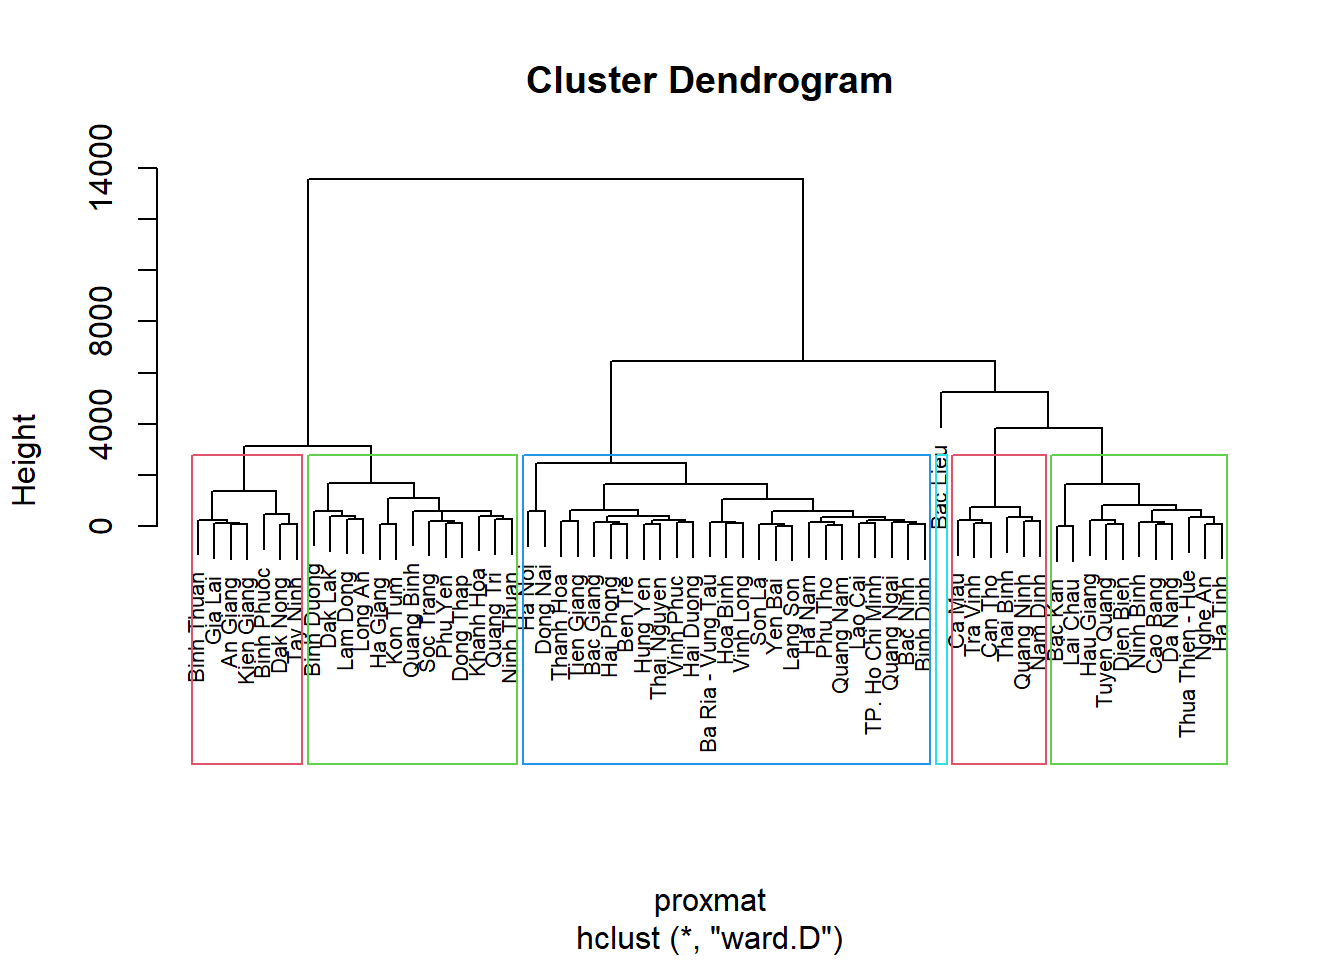 Cluster Dendrogram
Height
14000
8000
4000
0
Binh Thuan
Gia Lai
An Giang
Kien Giang
Binh Phuoc
Dak Nong
Tay Ninh
Binh Duong
Dak Lak
Lam Dong
Long An
Ha Giang
Kon Tum
Quang Binh
Soc Trang
Phu Yen
Dong Thap
Khanh Hoa
Quang Tri
Ninh Thuan
Ha Noi
Dong Nai
Thanh Hoa
Tien Giang
Bac Giang
Hai Phong
Ben Tre
Hung Yen
Thai Nguyen
Vinh Phuc
Hai Duong
Ba Ria - Vung Tau
Hoa Binh
Vinh Long
Son La
Yen Bai
Lang Son
Ha Nam
Phu Tho
Quang Nam
Lao Cai
TP. Ho Chi Minh
Quang Ngai
Bac Ninh
Binh Dinh
Bac Lieu
Ca Mau
Tra Vinh
Can Tho
Thai Binh
Quang Ninh
Nam Dinh
Bac Kan
Lai Chau
Hau Giang
Tuyen Quang
Dien Bien
Ninh Binh
Cao Bang
Da Nang
Thua Thien - Hue
Nghe An
Ha Tinh
proxmat
hclust (*, "ward.D")